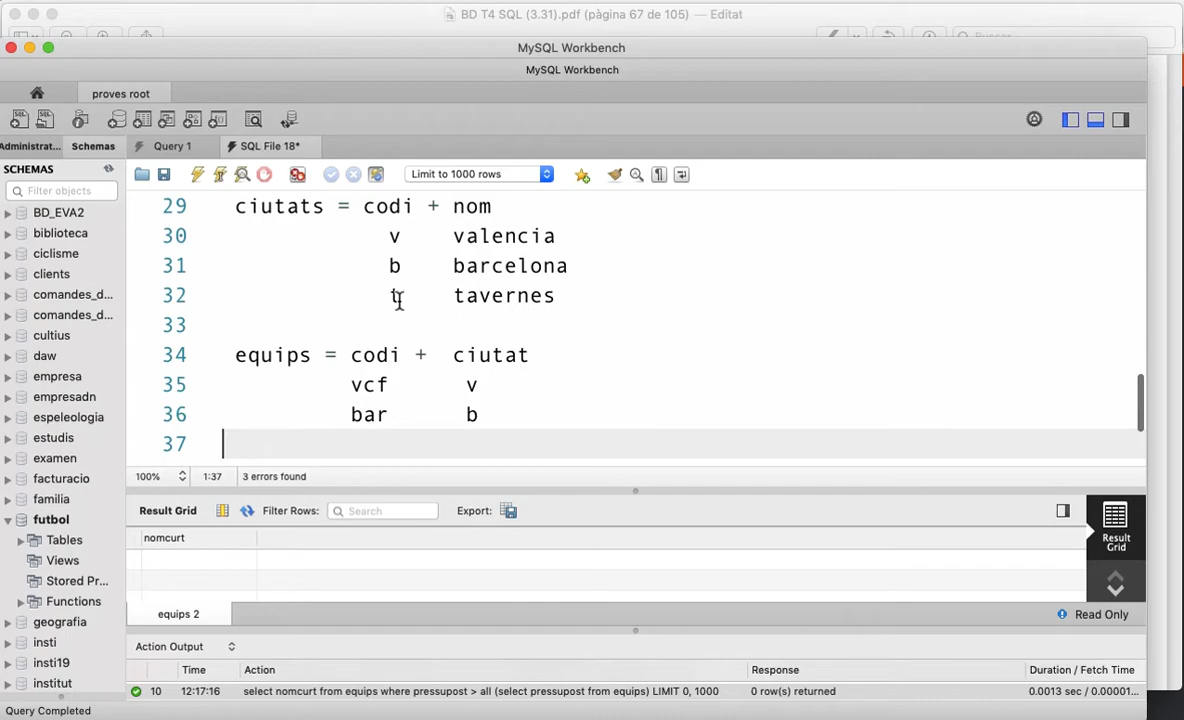 BD T4 SQL (3.31).pdf (pàgina 67 de 105) — Editat
MySQL Workbench
MySQL Workbench
proves root
Administrat...
Schemas
Query 1
SQL File 18*
SCHEMAS
Filter objects
Limit to 1000 rows
BD_EVA2
biblioteca
ciclisme
clients
comandes_d...
comandes_d...
cultius
daw
empresa
empresadn
espeleologia
estudis
examen
facturacio
familia
futbol
Tables
Views
Stored Pr...
Functions
geografia
insti
insti19
institut
29 ciutats = codi + nom
30 v valencia
31 b barcelona
32 t tavernes
33
34 equips = codi + ciutat
35 vcf v
36 bar b
37
100% 1:37 3 errors found
Result Grid Filter Rows: Search Export:
nomcurt
Result
Grid
equips 2
Read Only
Action Output
Time Action Response Duration / Fetch Time
10 12:17:16 select nomcurt from equips where pressupost > all (select pressupost from equips) LIMIT 0, 1000 0 row(s) returned 0.0013 sec / 0.00001...
Query Completed